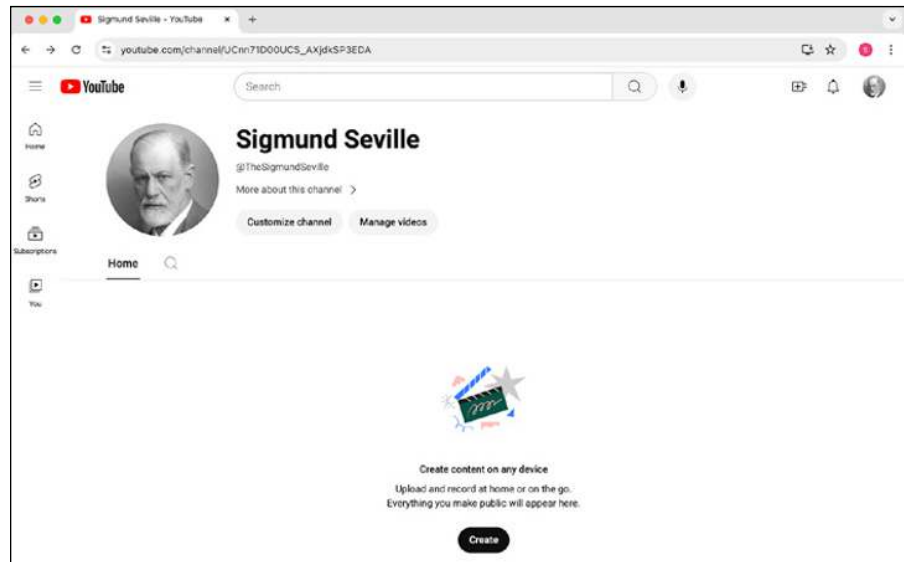 Sigmund Seville - YouTube
youtube.com/channel/UCnn71D00UCS_AXjdkSP3EDA
YouTube
Search
Home
Shorts
Subscriptions
You
Sigmund Seville
@TheSigmundSeville
More about this channel
Customize channel Manage videos
Home
Create content on any device
Upload and record at home or on the go.
Everything you make public will appear here.
Create